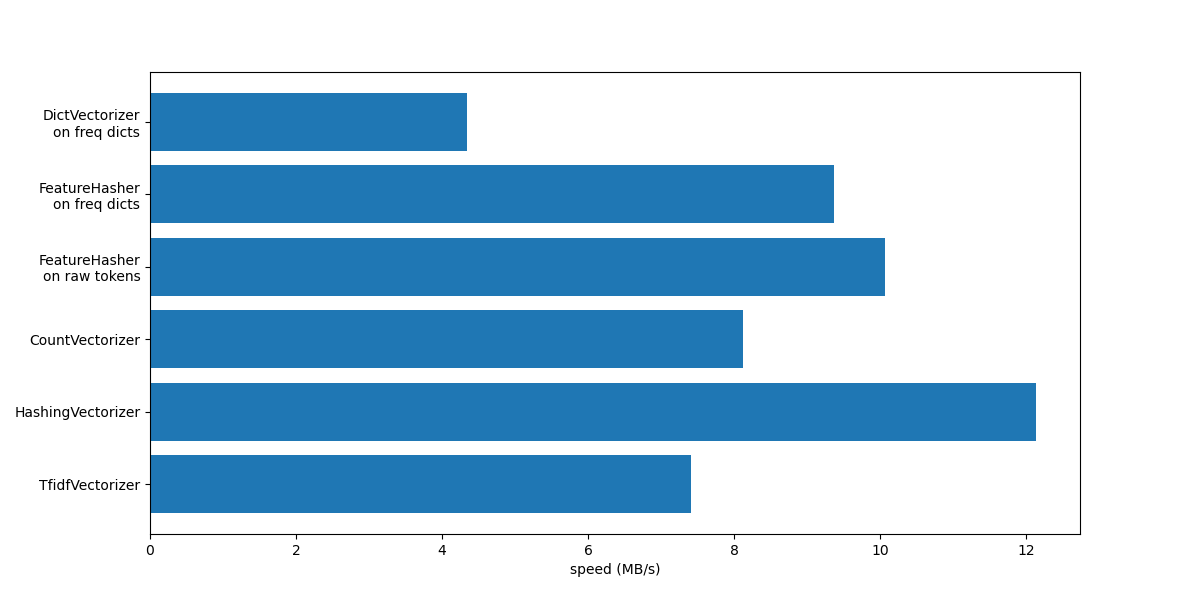 DictVectorizer
on freq dicts
FeatureHasher
on freq dicts
FeatureHasher
on raw tokens
CountVectorizer
HashingVectorizer
TfidfVectorizer
0 2 4 6 8 10 12
speed (MB/s)